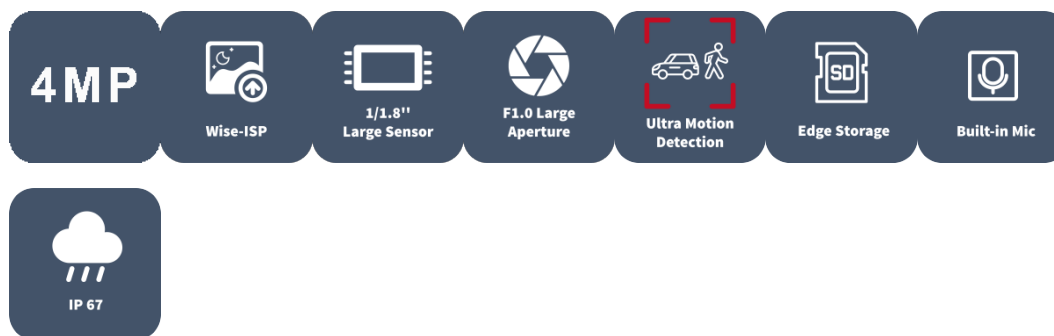 4MP
Wise-ISP
1/1.8''
Large Sensor
F1.0 Large
Aperture
Ultra Motion
Detection
SD
Edge Storage
Built-in Mic
IP 67